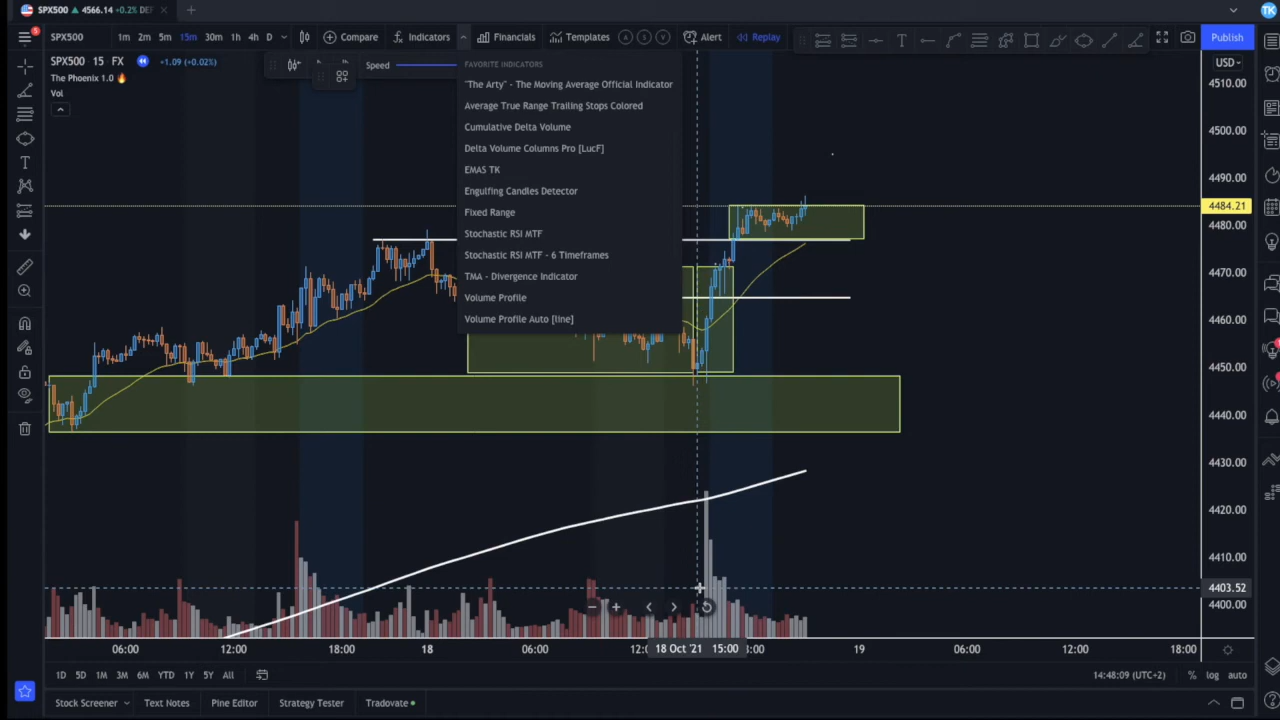 SPX500 ▲ 4566.14 +0.2% DEF
TK
SPX500 1m 2m 5m 15m 30m 1h 4h D Compare Indicators Financials Templates A Alert Replay Publish
SPX500 · 15 · FX +1.09 (+0.02%)
The Phoenix 1.0 🔥
Vol
Speed
FAVORITE INDICATORS
"The Arty" - The Moving Average Official Indicator
Average True Range Trailing Stops Colored
Cumulative Delta Volume
Delta Volume Columns Pro [LucF]
EMAS TK
Engulfing Candles Detector
Fixed Range
Stochastic RSI MTF
Stochastic RSI MTF - 6 Timeframes
TMA - Divergence Indicator
Volume Profile
Volume Profile Auto [line]
USD
4510.00
4500.00
4490.00
4484.21
4480.00
4470.00
4460.00
4450.00
4440.00
4430.00
4420.00
4410.00
4403.52
4400.00
06:00 12:00 18:00 18 06:00 18 Oct '21 15:00 19 06:00 12:00 18:00
1D 5D 1M 3M 6M YTD 1Y 5Y All 14:48:09 (UTC+2) % log auto
Stock Screener Text Notes Pine Editor Strategy Tester Tradovate